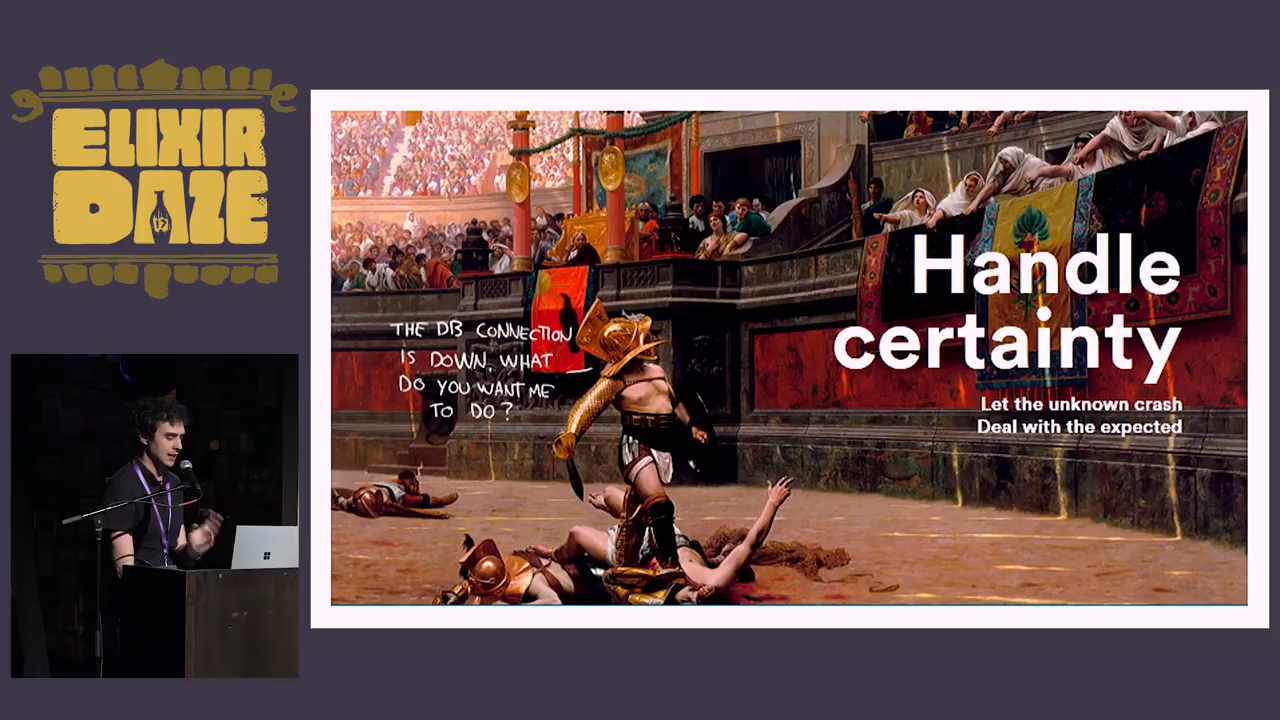 ELIXIR
DAZE
THE DB CONNECTION
IS DOWN, WHAT
DO YOU WANT ME
TO DO?
Handle
certainty
Let the unknown crash
Deal with the expected